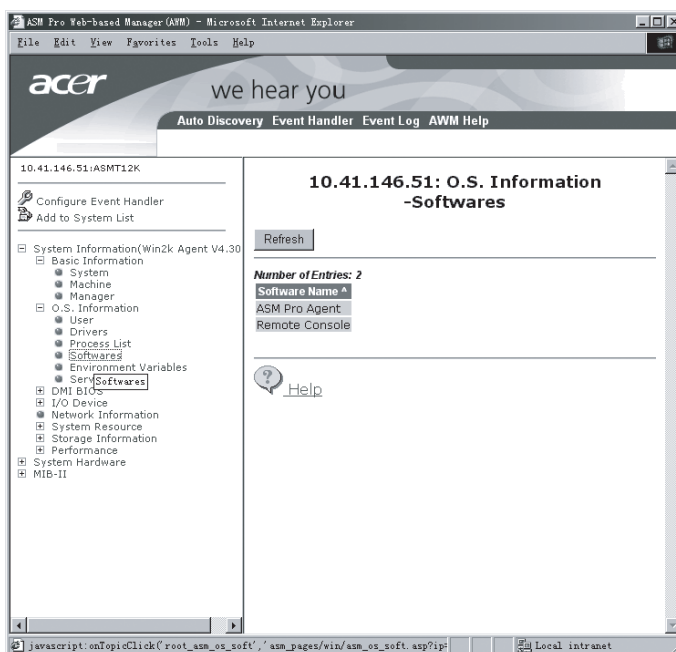 ASM Pro Web-based Manager(AWM) - Microsoft Internet Explorer
File Edit View Favorites Tools Help
acer
we hear you
Auto Discovery Event Handler Event Log AWM Help
10.41.146.51:ASMT12K
Configure Event Handler
Add to System List
System Information(Win2k Agent V4.30
Basic Information
System
Machine
Manager
O.S. Information
User
Drivers
Process List
Softwares
Environment Variables
Serv
Softwares
DMI BIOS
I/O Device
Network Information
System Resource
Storage Information
Performance
System Hardware
MIB-II
10.41.146.51: O.S. Information
-Softwares
Refresh
Number of Entries: 2
Software Name ^
ASM Pro Agent
Remote Console
? Help
javascript:onTopicClick('root_asm_os_soft','asm_pages/win/asm_os_soft.asp?ip=
Local intranet